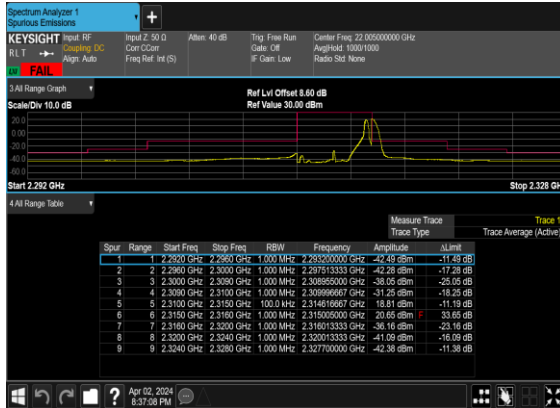 Spectrum Analyzer 1
Spurious Emissions
KEYSIGHT Input: RF Input Z: 50 Ω Atten: 40 dB Trig: Free Run Center Freq: 22.005000000 GHz
RLT Coupling: DC Corr CCorr Gate: Off Avg|Hold: 1000/1000
Align: Auto Freq Ref: Int (S) IF Gain: Low Radio Std: None
FAIL
3 All Range Graph Ref Lvl Offset 8.60 dB
Scale/Div 10.0 dB Ref Value 30.00 dBm
20.0
0.00
-20.0
-40.0
-60.0
Start 2.292 GHz Stop 2.328 GH
4 All Range Table
Measure Trace Trace 1
Trace Type Trace Average (Active)
Spur Range Start Freq Stop Freq RBW Frequency Amplitude ΔLimit
1 1 2.2920 GHz 2.2960 GHz 1.000 MHz 2.293200000 GHz -42.49 dBm -11.49 dB
2 2 2.2960 GHz 2.3000 GHz 1.000 MHz 2.297513333 GHz -42.28 dBm -17.28 dB
3 3 2.3000 GHz 2.3090 GHz 1.000 MHz 2.308955000 GHz -38.05 dBm -25.05 dB
4 4 2.3090 GHz 2.3100 GHz 1.000 MHz 2.309996667 GHz -31.25 dBm -18.25 dB
5 5 2.3100 GHz 2.3150 GHz 100.0 kHz 2.314616667 GHz 18.81 dBm -11.19 dB
6 6 2.3150 GHz 2.3160 GHz 1.000 MHz 2.315005000 GHz 20.65 dBm F 33.65 dB
7 7 2.3160 GHz 2.3200 GHz 1.000 MHz 2.316013333 GHz -36.16 dBm -23.16 dB
8 8 2.3200 GHz 2.3240 GHz 1.000 MHz 2.320013333 GHz -41.09 dBm -16.09 dB
9 9 2.3240 GHz 2.3280 GHz 1.000 MHz 2.327700000 GHz -42.38 dBm -11.38 dB
Apr 02, 2024
8:37:08 PM